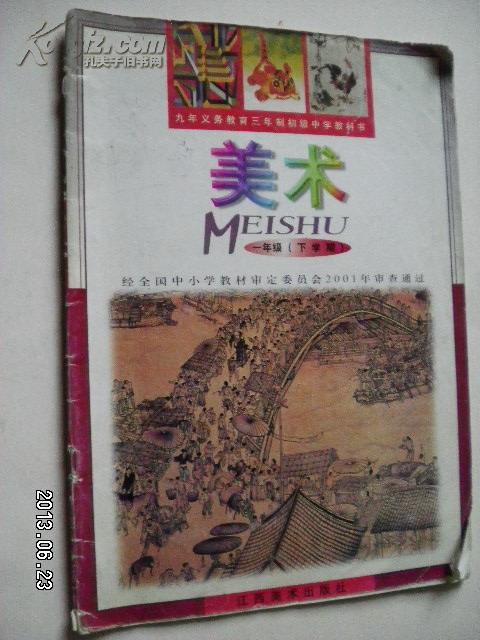 Kongfz.com
孔夫子旧书网
九年义务教育三年制初级中学教科书
美术
MEISHU
一年级（下学期）
经全国中小学教材审定委员会2001年审查通过
江西美术出版社
2013.06.23